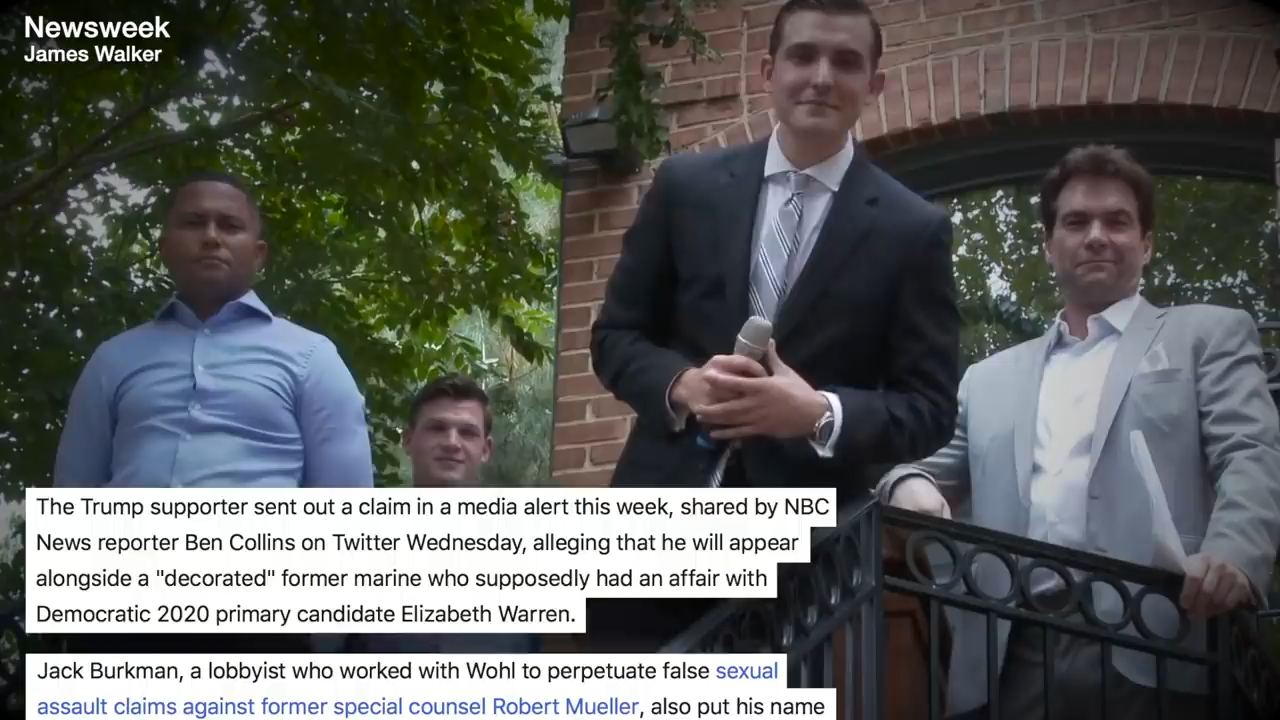 Newsweek
James Walker
The Trump supporter sent out a claim in a media alert this week, shared by NBC
News reporter Ben Collins on Twitter Wednesday, alleging that he will appear
alongside a "decorated" former marine who supposedly had an affair with
Democratic 2020 primary candidate Elizabeth Warren.
Jack Burkman, a lobbyist who worked with Wohl to perpetuate false sexual
assault claims against former special counsel Robert Mueller, also put his name